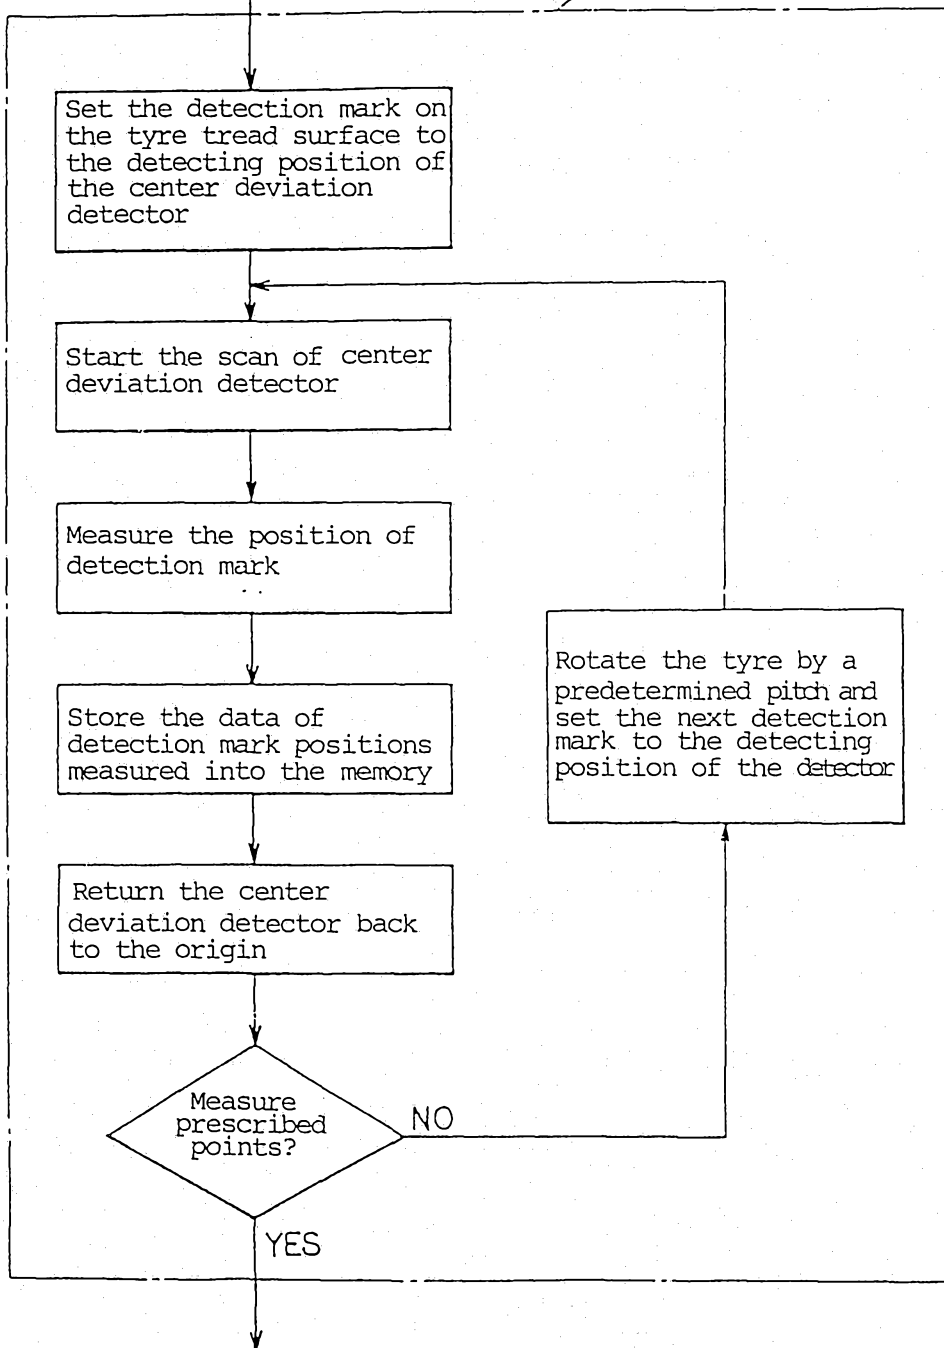 Set the detection mark on
the tyre tread surface to
the detecting position of
the center deviation
detector
Start the scan of center
deviation detector
Measure the position of
detection mark
Store the data of
detection mark positions
measured into the memory
Return the center
deviation detector back
to the origin
Measure
prescribed
points?
NO
YES
Rotate the tyre by a
predetermined pitch and
set the next detection
mark to the detecting
position of the detector